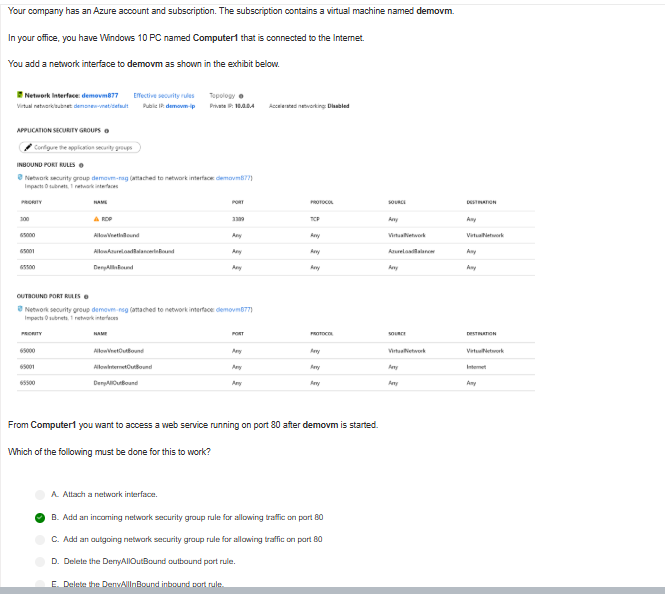 Your company has an Azure account and subscription. The subscription contains a virtual machine named demovm.
In your office, you have Windows 10 PC named Computer1 that is connected to the Internet.
You add a network interface to demovm as shown in the exhibit below.
Network Interface: demovm877 Effective security rules Topology
Virtual network/subnet: demonew-vnet/default Public IP: demovm-ip Private IP: 10.0.0.4 Accelerated networking: Disabled
APPLICATION SECURITY GROUPS
Configure the application security groups
INBOUND PORT RULES
Network security group demovm-nsg (attached to network interface: demovm877)
Impacts 0 subnets, 1 network interfaces
PRIORITY NAME PORT PROTOCOL SOURCE DESTINATION
300 RDP 3389 TCP Any Any
65000 AllowVnetInBound Any Any VirtualNetwork VirtualNetwork
65001 AllowAzureLoadBalancerInBound Any Any AzureLoadBalancer Any
65500 DenyAllInBound Any Any Any Any
OUTBOUND PORT RULES
Network security group demovm-nsg (attached to network interface: demovm877)
Impacts 0 subnets, 1 network interfaces
PRIORITY NAME PORT PROTOCOL SOURCE DESTINATION
65000 AllowVnetOutBound Any Any VirtualNetwork VirtualNetwork
65001 AllowInternetOutBound Any Any Any Internet
65500 DenyAllOutBound Any Any Any Any
From Computer1 you want to access a web service running on port 80 after demovm is started.
Which of the following must be done for this to work?
A. Attach a network interface.
B. Add an incoming network security group rule for allowing traffic on port 80
C. Add an outgoing network security group rule for allowing traffic on port 80
D. Delete the DenyAllOutBound outbound port rule.
E. Delete the DenyAllInBound inbound port rule.